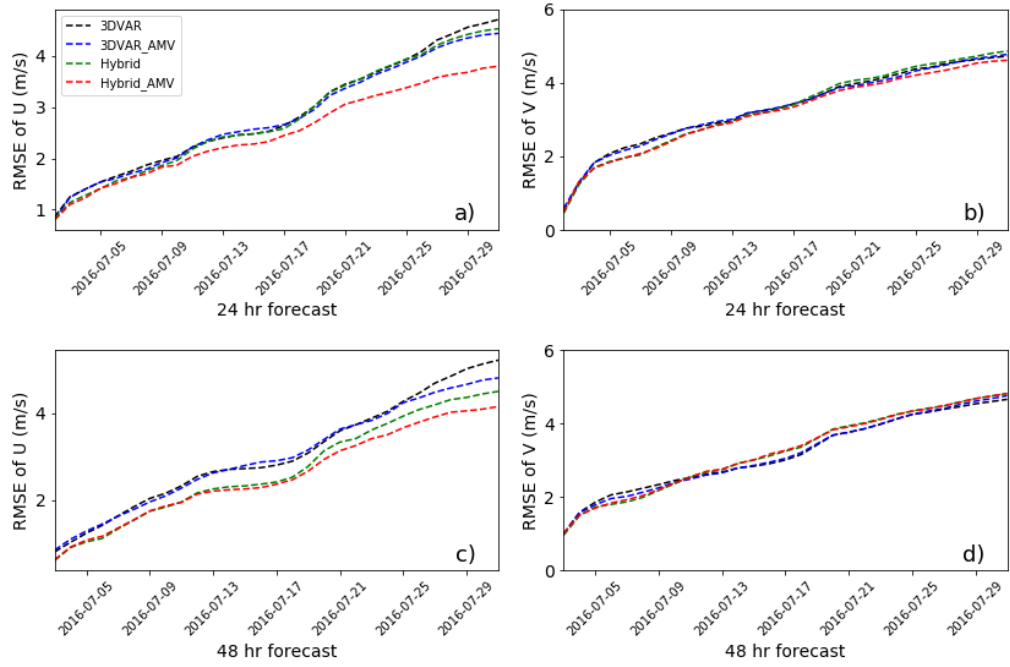 3DVAR
3DVAR_AMV
Hybrid
Hybrid_AMV
RMSE of U (m/s)
4
3
2
1
a)
2016-07-05
2016-07-09
2016-07-13
2016-07-17
2016-07-21
2016-07-25
2016-07-29
24 hr forecast
RMSE of V (m/s)
6
4
2
0
b)
2016-07-05
2016-07-09
2016-07-13
2016-07-17
2016-07-21
2016-07-25
2016-07-29
24 hr forecast
RMSE of U (m/s)
4
2
c)
2016-07-05
2016-07-09
2016-07-13
2016-07-17
2016-07-21
2016-07-25
2016-07-29
48 hr forecast
RMSE of V (m/s)
6
4
2
0
d)
2016-07-05
2016-07-09
2016-07-13
2016-07-17
2016-07-21
2016-07-25
2016-07-29
48 hr forecast